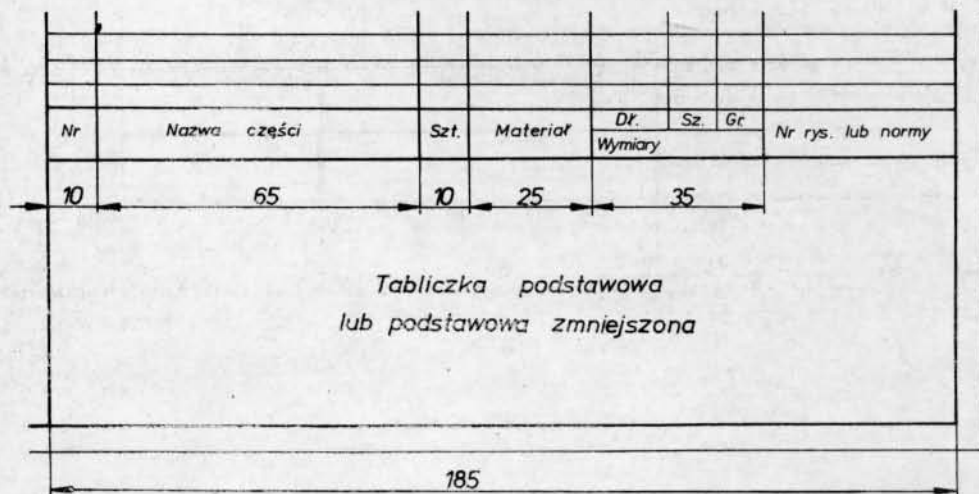 Nr Nazwa części Szt. Materiał Dł. Sz. Gr. Nr rys. lub normy
Wymiary
10 65 10 25 35
Tabliczka podstawowa
lub podstawowa zmniejszona
185